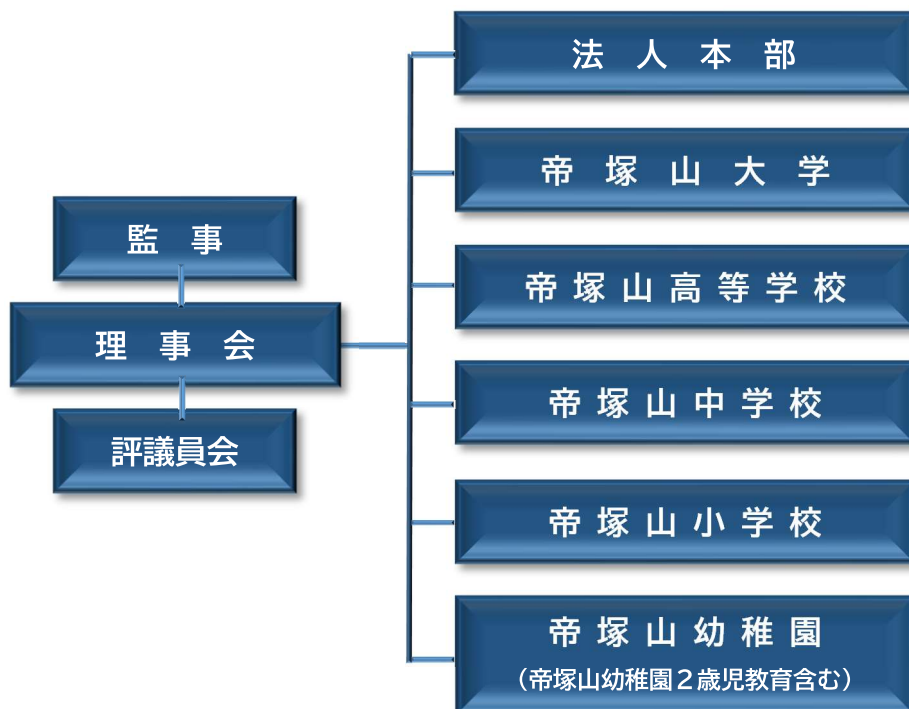 監事
理事会
評議員会
法人本部
帝塚山大学
帝塚山高等学校
帝塚山中学校
帝塚山小学校
帝塚山幼稚園
（帝塚山幼稚園２歳児教育含む）